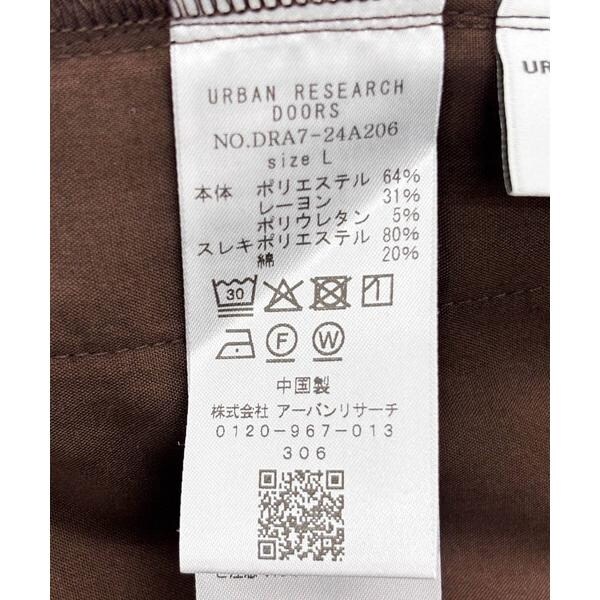 URBAN RESEARCH
DOORS
NO.DRA7-24A206
size L
本体 ポリエステル 64%
レーヨン 31%
ポリウレタン 5%
スレキポリエステル 80%
綿 20%
30
F W
中国製
株式会社 アーバンリサーチ
0120-967-013
306
UR